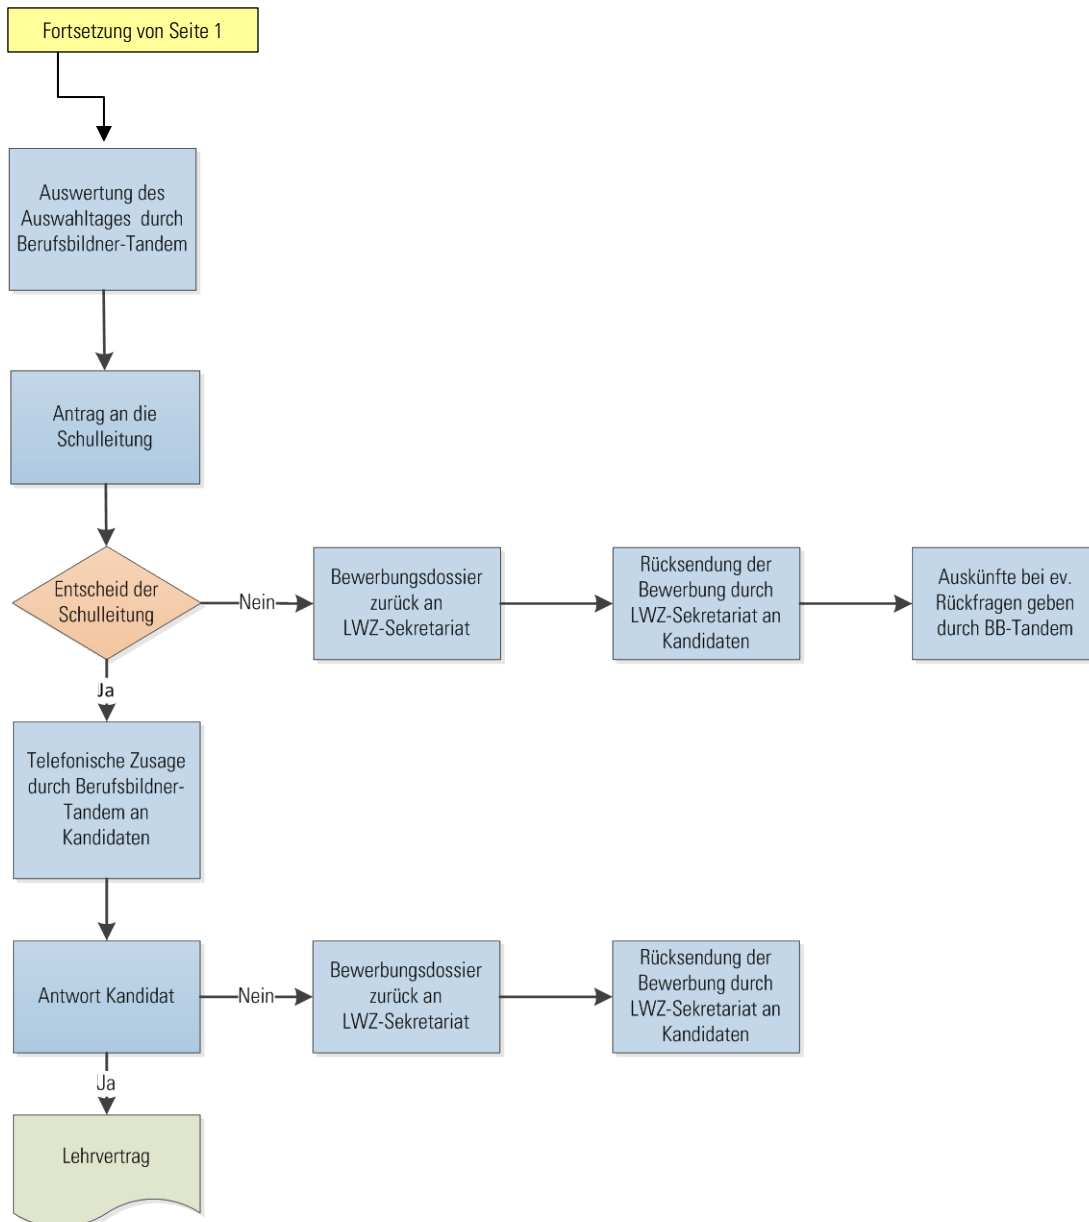 Fortsetzung von Seite 1
Auswertung des
Auswahltages durch
Berufsbildner-Tandem
Antrag an die
Schulleitung
Entscheid der
Schulleitung
Nein
Bewerbungsdossier
zurück an
LWZ-Sekretariat
Rücksendung der
Bewerbung durch
LWZ-Sekretariat an
Kandidaten
Auskünfte bei ev.
Rückfragen geben
durch BB-Tandem
Ja
Telefonische Zusage
durch Berufsbildner-
Tandem an
Kandidaten
Antwort Kandidat
Nein
Bewerbungsdossier
zurück an
LWZ-Sekretariat
Rücksendung der
Bewerbung durch
LWZ-Sekretariat an
Kandidaten
Ja
Lehrvertrag